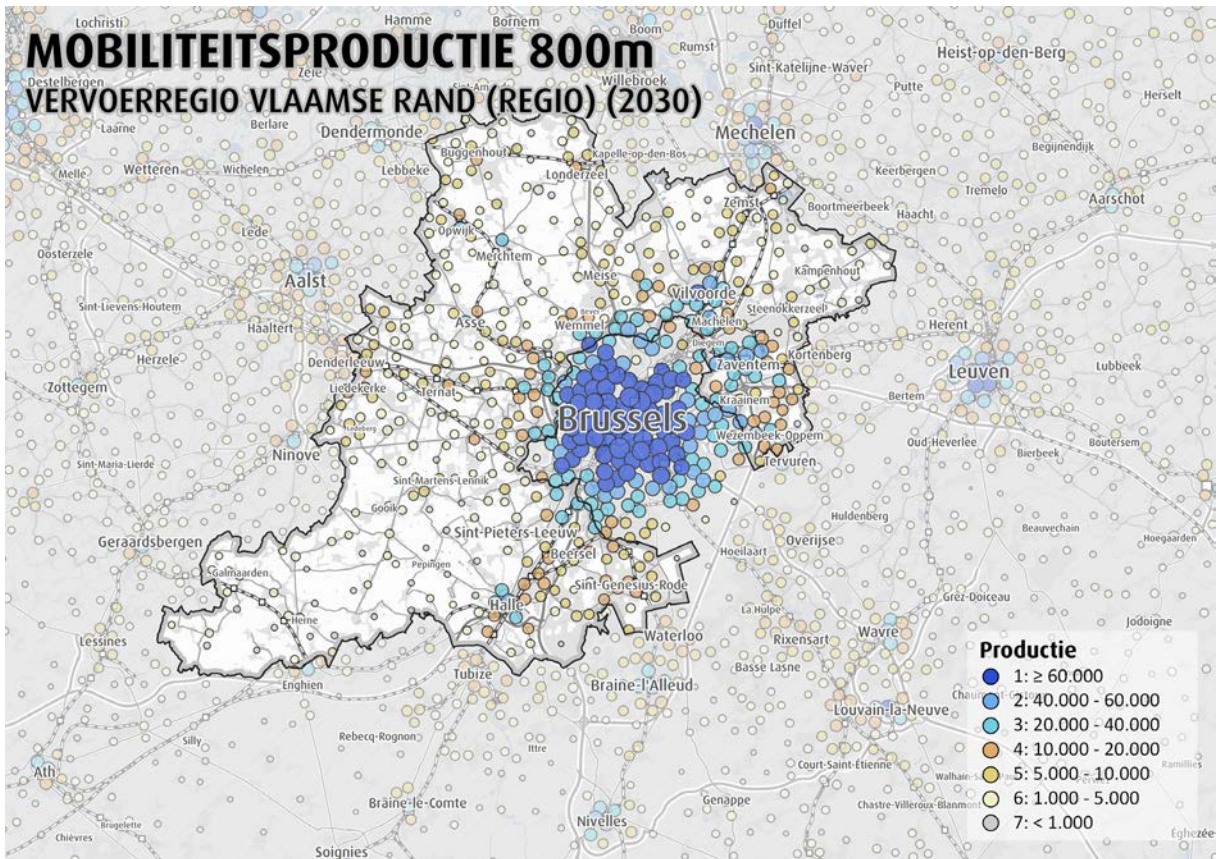 MOBILITEITSPRODUCTIE 800m
VERVOERREGIO VLAAMSE RAND (REGIO) (2030)
Lochristi
Hamme
Bornem
Boom
Duffel
Rumst
Heist-op-den-Berg
Destelbergen
Zele
Willebroek
Sint-Katelijne-Waver
Putte
Herselt
Laarne
Berlare
Dendermonde
Mechelen
Begijnendijk
Melle
Wetteren
Wichelen
Lebbeke
Buggenhout
Kapelle-op-den-Bos
Londerzeel
Keerbergen
Tremelo
Aarschot
Zemst
Boortmeerbeek
Haacht
Lede
Opwijk
Merchtem
Oosterzele
Aalst
Meise
Kampenhout
Sint-Lievens-Houtem
Vilvoorde
Steenokkerzeel
Haaltert
Asse
Wemmel
Machelen
Herent
Diegem
Herzele
Denderleeuw
Zaventem
Kortenberg
Lubbeek
Zottegem
Liedekerke
Ternat
Kraainem
Leuven
Bertem
Brussels
Ledeberg
Wezembeek-Oppem
Oud-Heverlee
Boutersem
Ninove
Bierbeek
Sint-Maria-Lierde
Tervuren
Sint-Martens-Lennik
Gooik
Huldenberg
Beauvechain
Sint-Pieters-Leeuw
Hoegaarden
Geraardsbergen
Overijse
Beersel
Hoeilaart
Galmaarden
Pepingen
Sint-Genesius-Rode
Grez-Doiceau
Halle
La Hulpe
Herne
Jodoigne
Lessines
Waterloo
Rixensart
Wavre
Enghien
Tubize
Basse Lasne
Braine-l'Alleud
Louvain-la-Neuve
Silly
Rebecq-Rognon
Ittre
Ath
Court-Saint-Étienne
Ramillies
Braine-le-Comte
Genappe
Chastre-Villeroux-Blanmont
Brugelette
Nivelles
Chièvres
Soignies
Éghezée
Productie
1: ≥ 60.000
2: 40.000 - 60.000
3: 20.000 - 40.000
4: 10.000 - 20.000
5: 5.000 - 10.000
6: 1.000 - 5.000
7: < 1.000